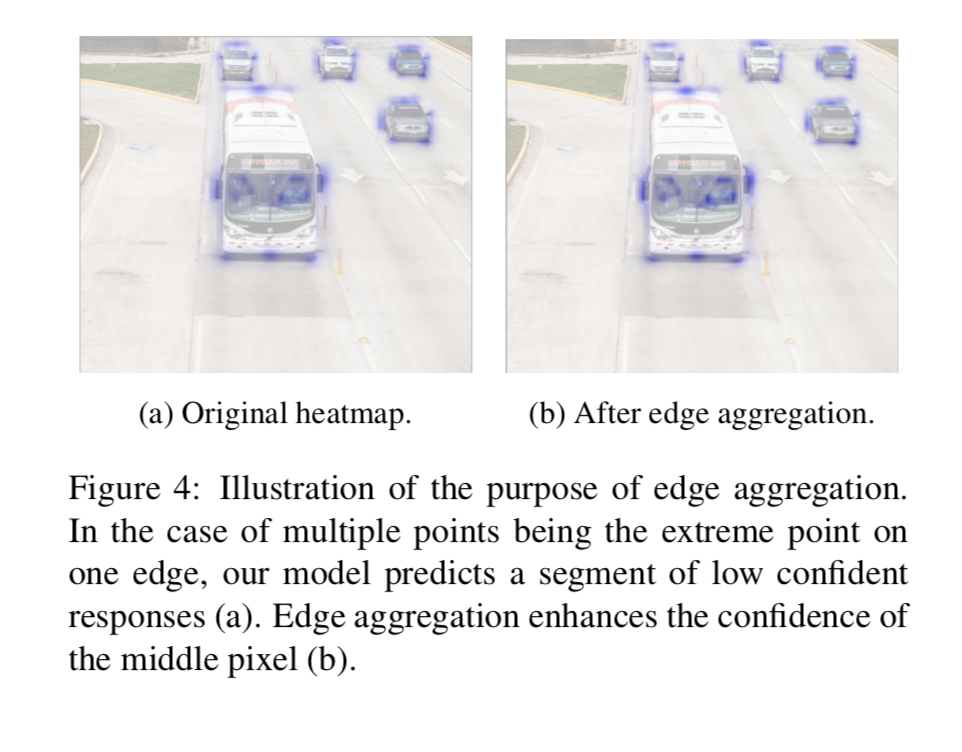 (a) Original heatmap.
(b) After edge aggregation.
Figure 4: Illustration of the purpose of edge aggregation.
In the case of multiple points being the extreme point on
one edge, our model predicts a segment of low confident
responses (a). Edge aggregation enhances the confidence of
the middle pixel (b).